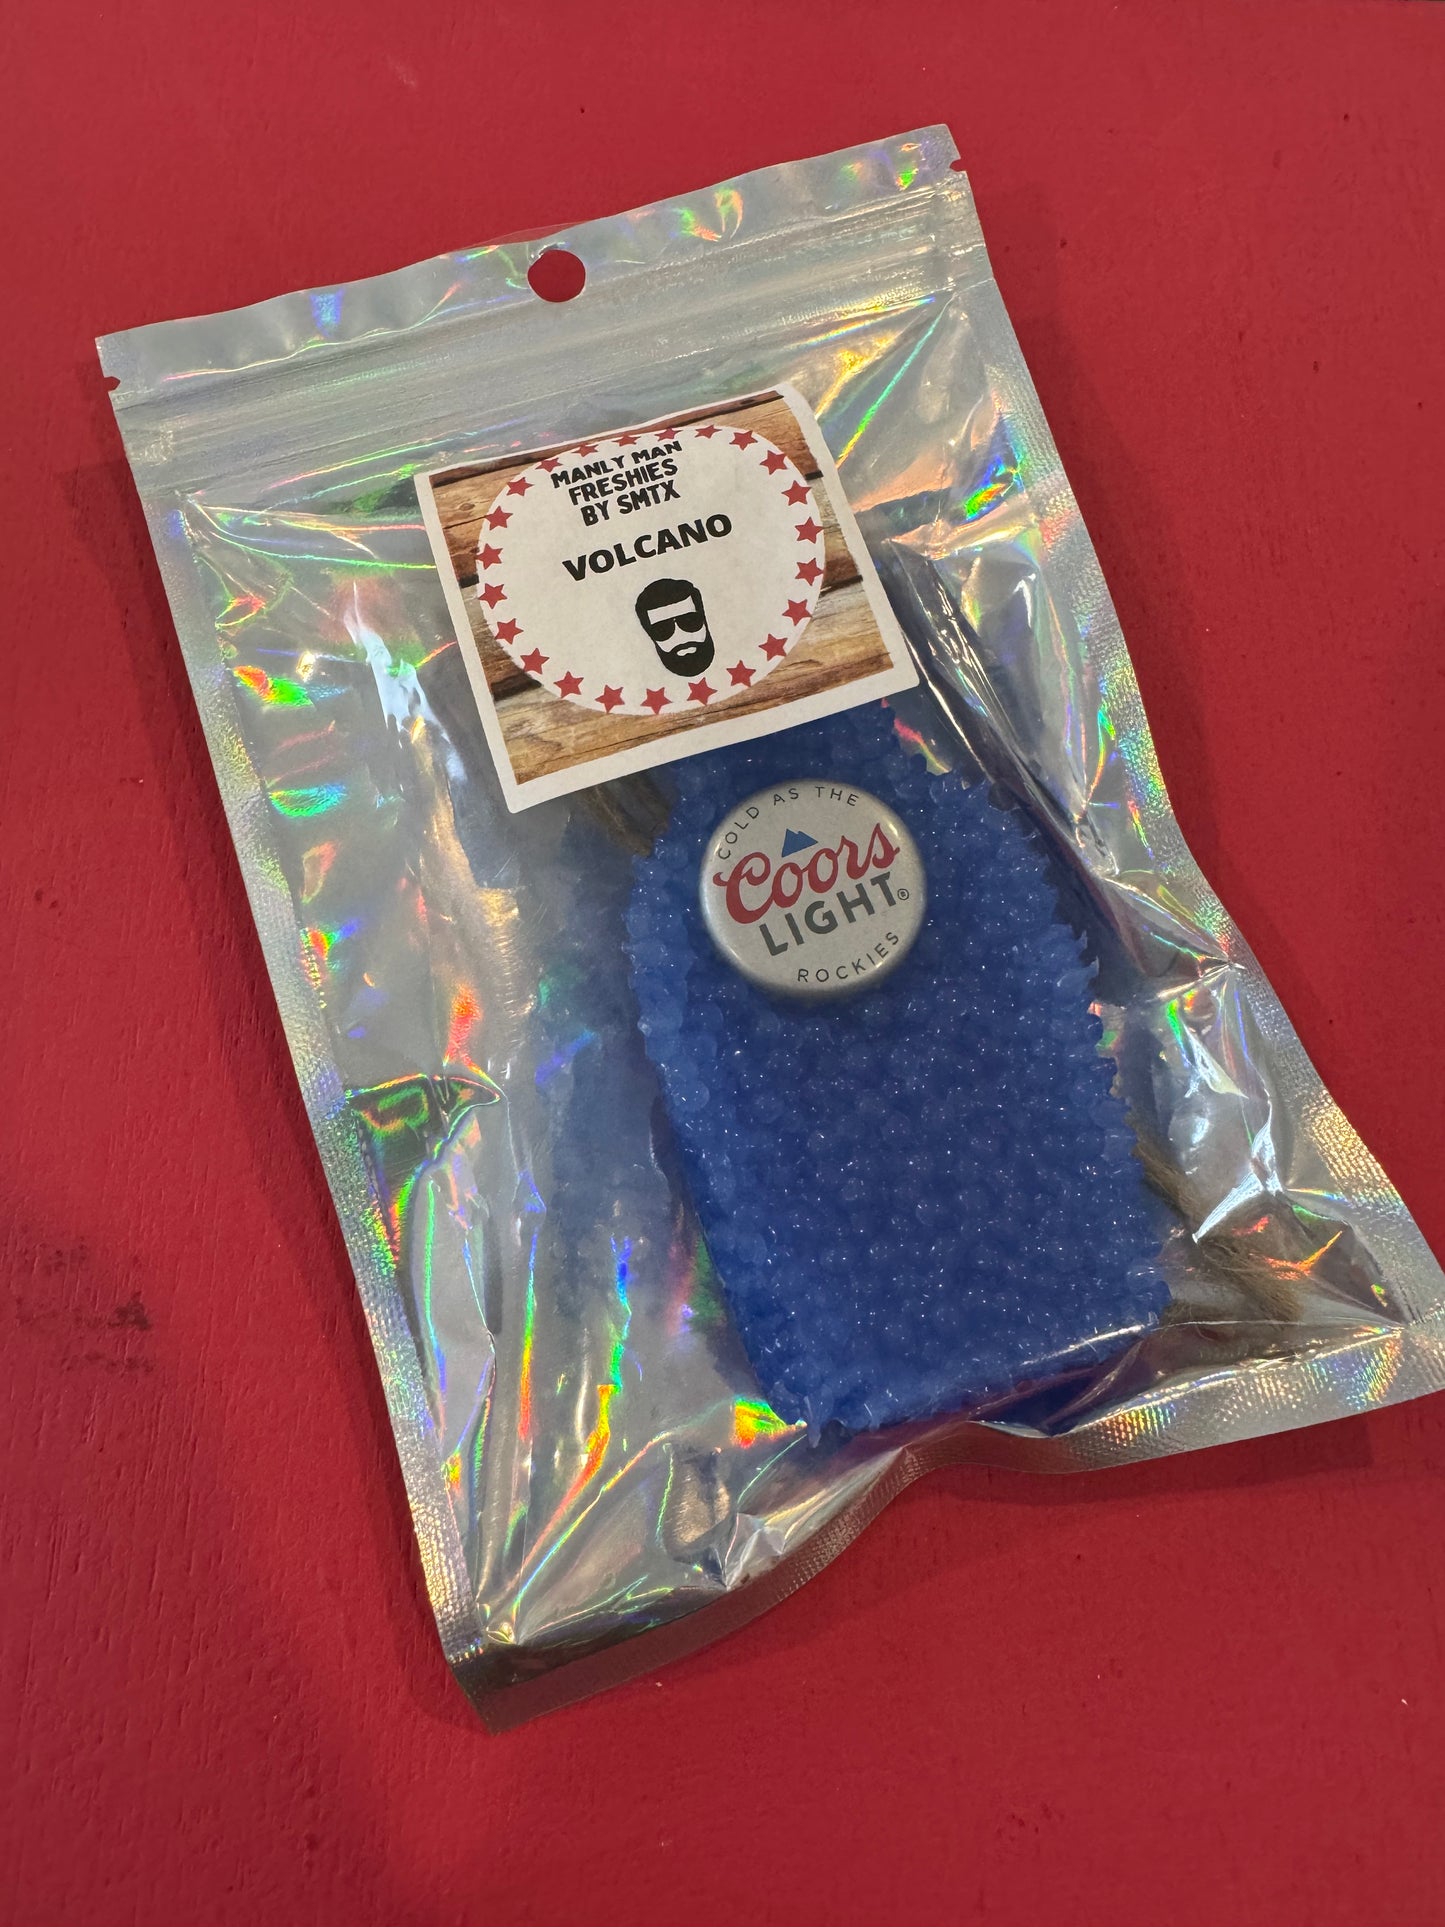 MANLY MAN
FRESHIES
BY SMTX
VOLCANO
COLD AS THE
Coors
LIGHT®
ROCKIES